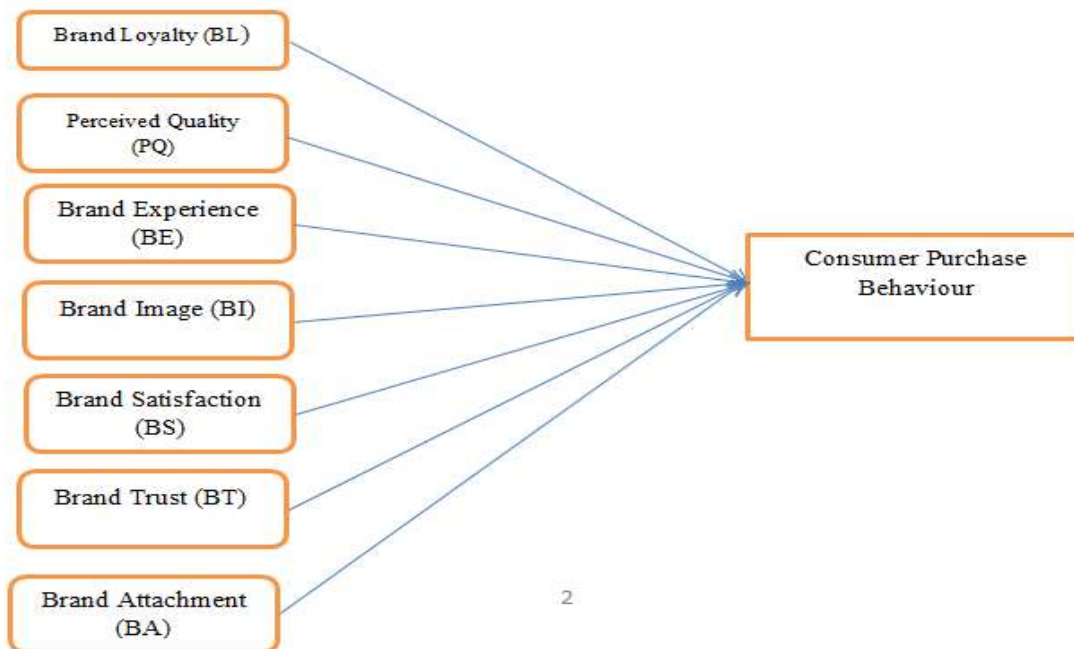 Brand Loyalty (BL)
Perceived Quality
(PQ)
Brand Experience
(BE)
Brand Image (BI)
Brand Satisfaction
(BS)
Brand Trust (BT)
Brand Attachment
(BA)
Consumer Purchase
Behaviour
2